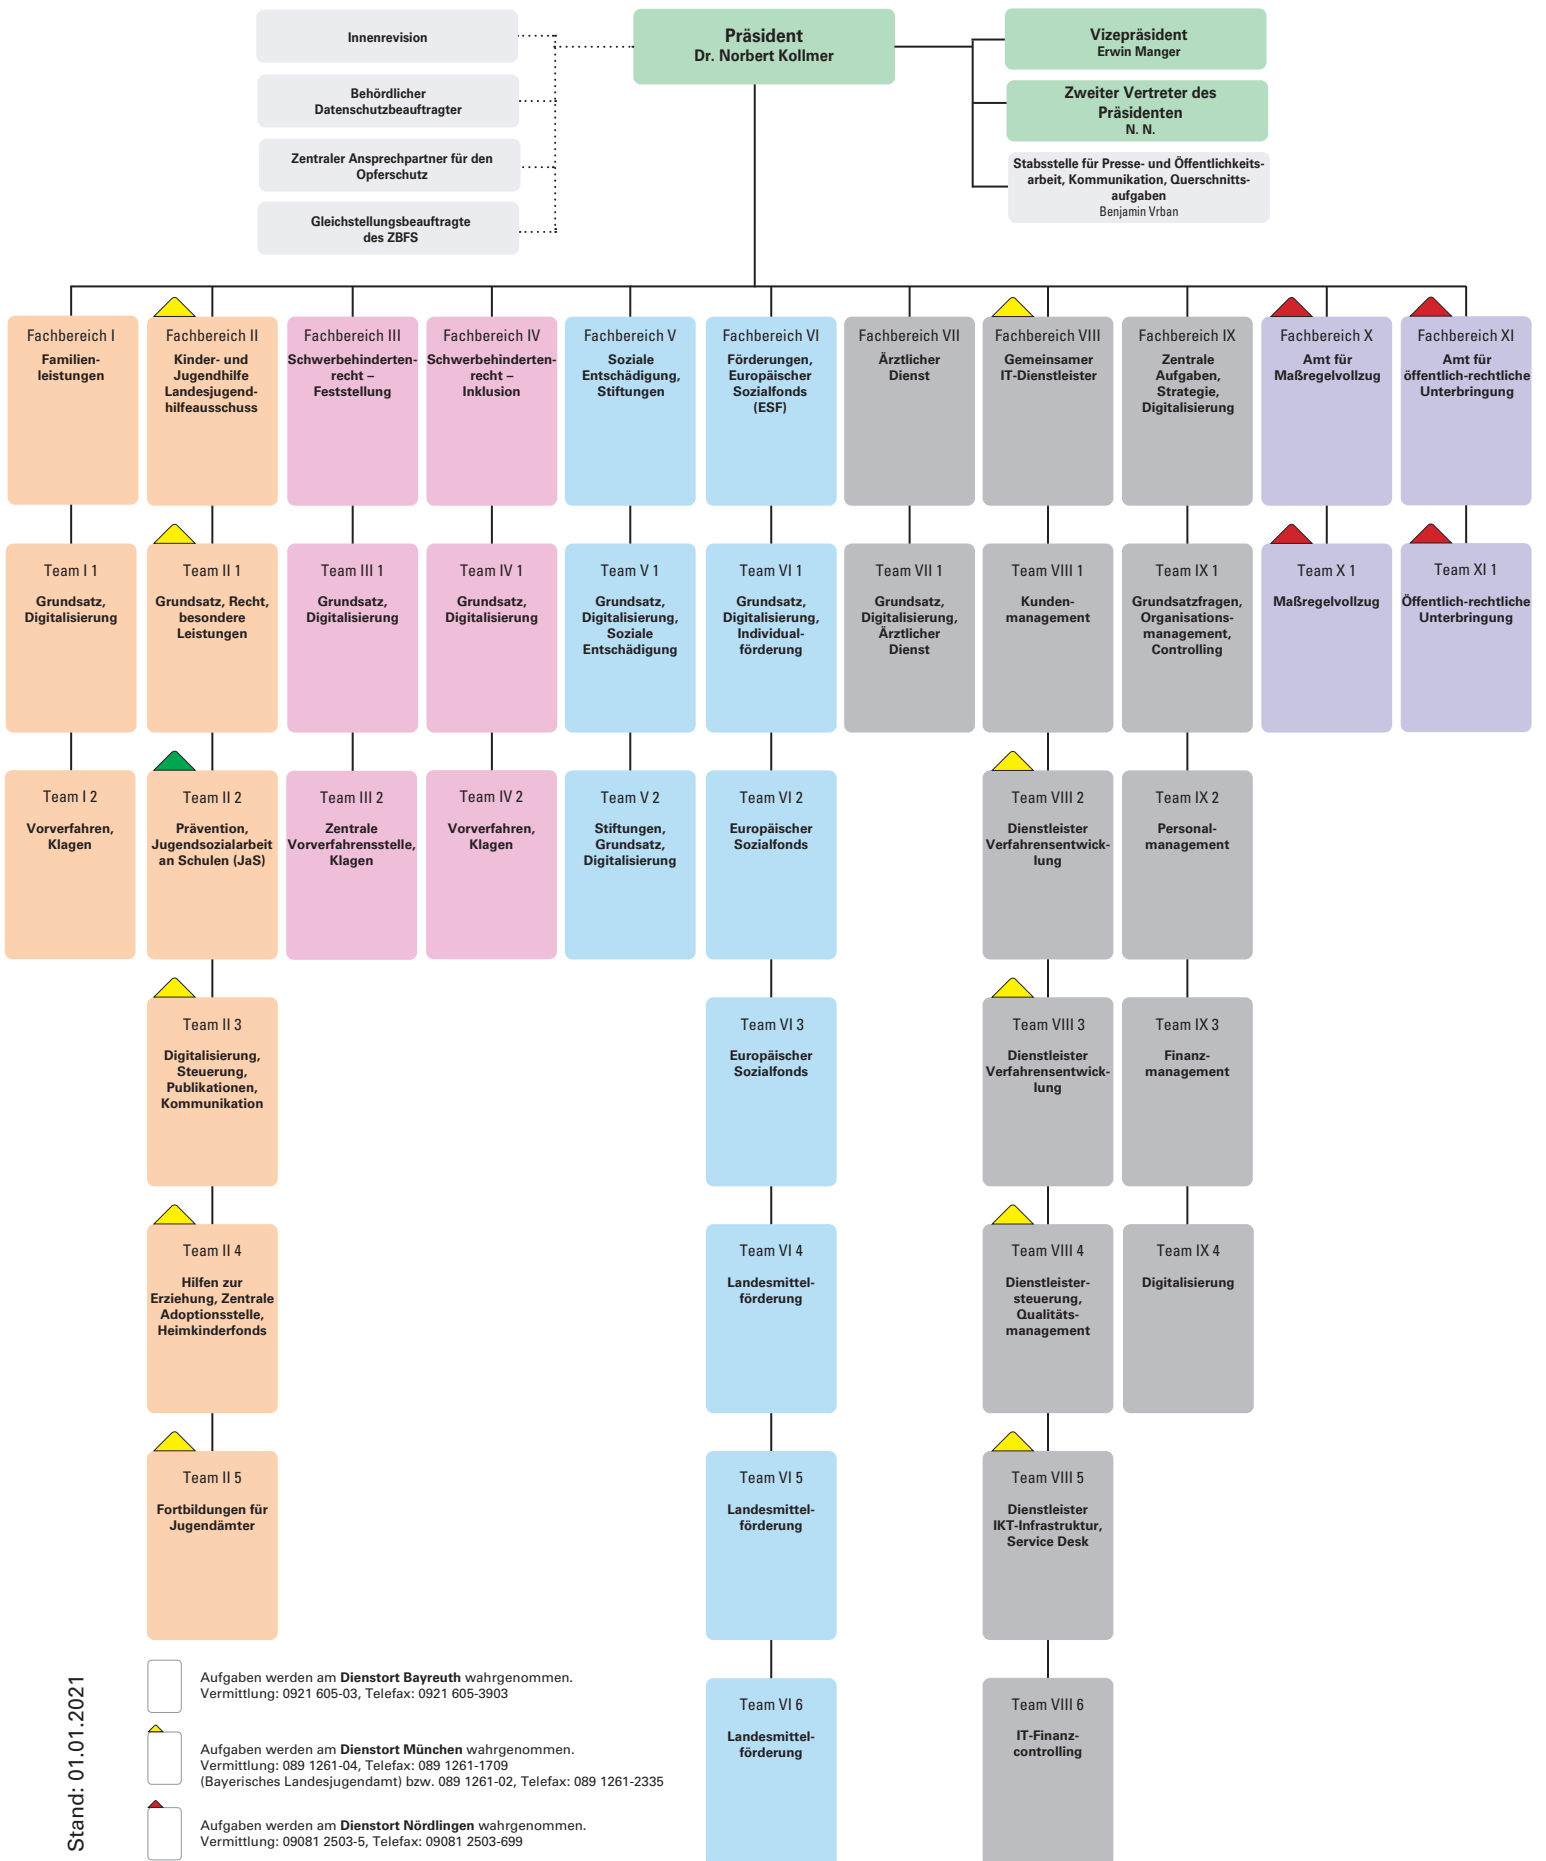 Innenrevision
Behördlicher
Datenschutzbeauftragter
Zentraler Ansprechpartner für den
Opferschutz
Gleichstellungsbeauftragte
des ZBFS
Präsident
Dr. Norbert Kollmer
Vizepräsident
Erwin Manger
Zweiter Vertreter des
Präsidenten
N. N.
Stabsstelle für Presse- und Öffentlichkeits-
arbeit, Kommunikation, Querschnitts-
aufgaben
Benjamin Vrban
Fachbereich I
Familien-
leistungen
Fachbereich II
Kinder- und
Jugendhilfe
Landesjugend-
hilfeausschuss
Fachbereich III
Schwerbehinderten-
recht –
Feststellung
Fachbereich IV
Schwerbehinderten-
recht –
Inklusion
Fachbereich V
Soziale
Entschädigung,
Stiftungen
Fachbereich VI
Förderungen,
Europäischer
Sozialfonds
(ESF)
Fachbereich VII
Ärztlicher
Dienst
Fachbereich VIII
Gemeinsamer
IT-Dienstleister
Fachbereich IX
Zentrale
Aufgaben,
Strategie,
Digitalisierung
Fachbereich X
Amt für
Maßregelvollzug
Fachbereich XI
Amt für
öffentlich-rechtliche
Unterbringung
Team I 1
Grundsatz,
Digitalisierung
Team II 1
Grundsatz, Recht,
besondere
Leistungen
Team III 1
Grundsatz,
Digitalisierung
Team IV 1
Grundsatz,
Digitalisierung
Team V 1
Grundsatz,
Digitalisierung,
Soziale
Entschädigung
Team VI 1
Grundsatz,
Digitalisierung,
Individual-
förderung
Team VII 1
Grundsatz,
Digitalisierung,
Ärztlicher
Dienst
Team VIII 1
Kunden-
management
Team IX 1
Grundsatzfragen,
Organisations-
management,
Controlling
Team X 1
Maßregelvollzug
Team XI 1
Öffentlich-rechtliche
Unterbringung
Team I 2
Vorverfahren,
Klagen
Team II 2
Prävention,
Jugendsozialarbeit
an Schulen (JaS)
Team III 2
Zentrale
Vorverfahrensstelle,
Klagen
Team IV 2
Vorverfahren,
Klagen
Team V 2
Stiftungen,
Grundsatz,
Digitalisierung
Team VI 2
Europäischer
Sozialfonds
Team VIII 2
Dienstleister
Verfahrensentwick-
lung
Team IX 2
Personal-
management
Team II 3
Digitalisierung,
Steuerung,
Publikationen,
Kommunikation
Team VI 3
Europäischer
Sozialfonds
Team VIII 3
Dienstleister
Verfahrensentwick-
lung
Team IX 3
Finanz-
management
Team II 4
Hilfen zur
Erziehung, Zentrale
Adoptionsstelle,
Heimkinderfonds
Team VI 4
Landesmittel-
förderung
Team VIII 4
Dienstleister-
steuerung,
Qualitäts-
management
Team IX 4
Digitalisierung
Team II 5
Fortbildungen für
Jugendämter
Team VI 5
Landesmittel-
förderung
Team VIII 5
Dienstleister
IKT-Infrastruktur,
Service Desk
Team VI 6
Landesmittel-
förderung
Team VIII 6
IT-Finanz-
controlling
Stand: 01.01.2021
Aufgaben werden am Dienstort Bayreuth wahrgenommen.
Vermittlung: 0921 605-03, Telefax: 0921 605-3903
Aufgaben werden am Dienstort München wahrgenommen.
Vermittlung: 089 1261-04, Telefax: 089 1261-1709
(Bayerisches Landesjugendamt) bzw. 089 1261-02, Telefax: 089 1261-2335
Aufgaben werden am Dienstort Nördlingen wahrgenommen.
Vermittlung: 09081 2503-5, Telefax: 09081 2503-699